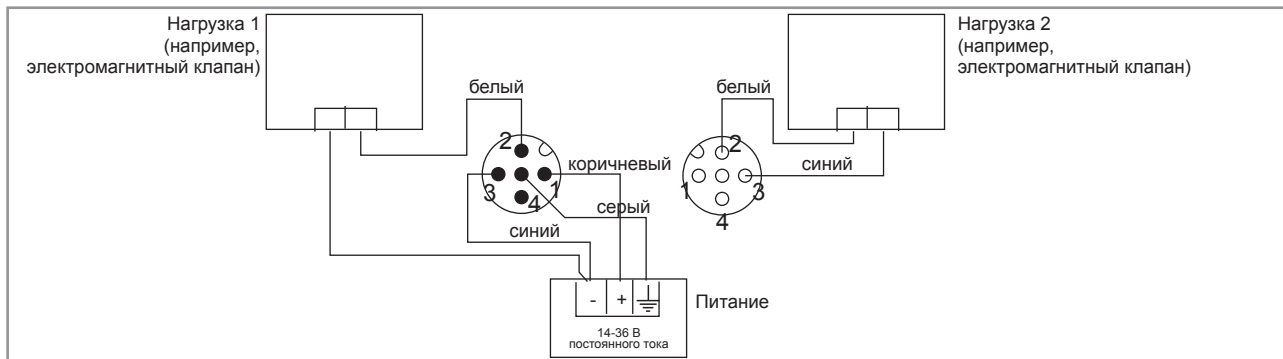 Нагрузка 1
(например,
электромагнитный клапан)
Нагрузка 2
(например,
электромагнитный клапан)
белый
белый
2
2
коричневый
синий
3
1
1
3
4
серый
4
синий
- +
Питание
14-36 В
постоянного тока